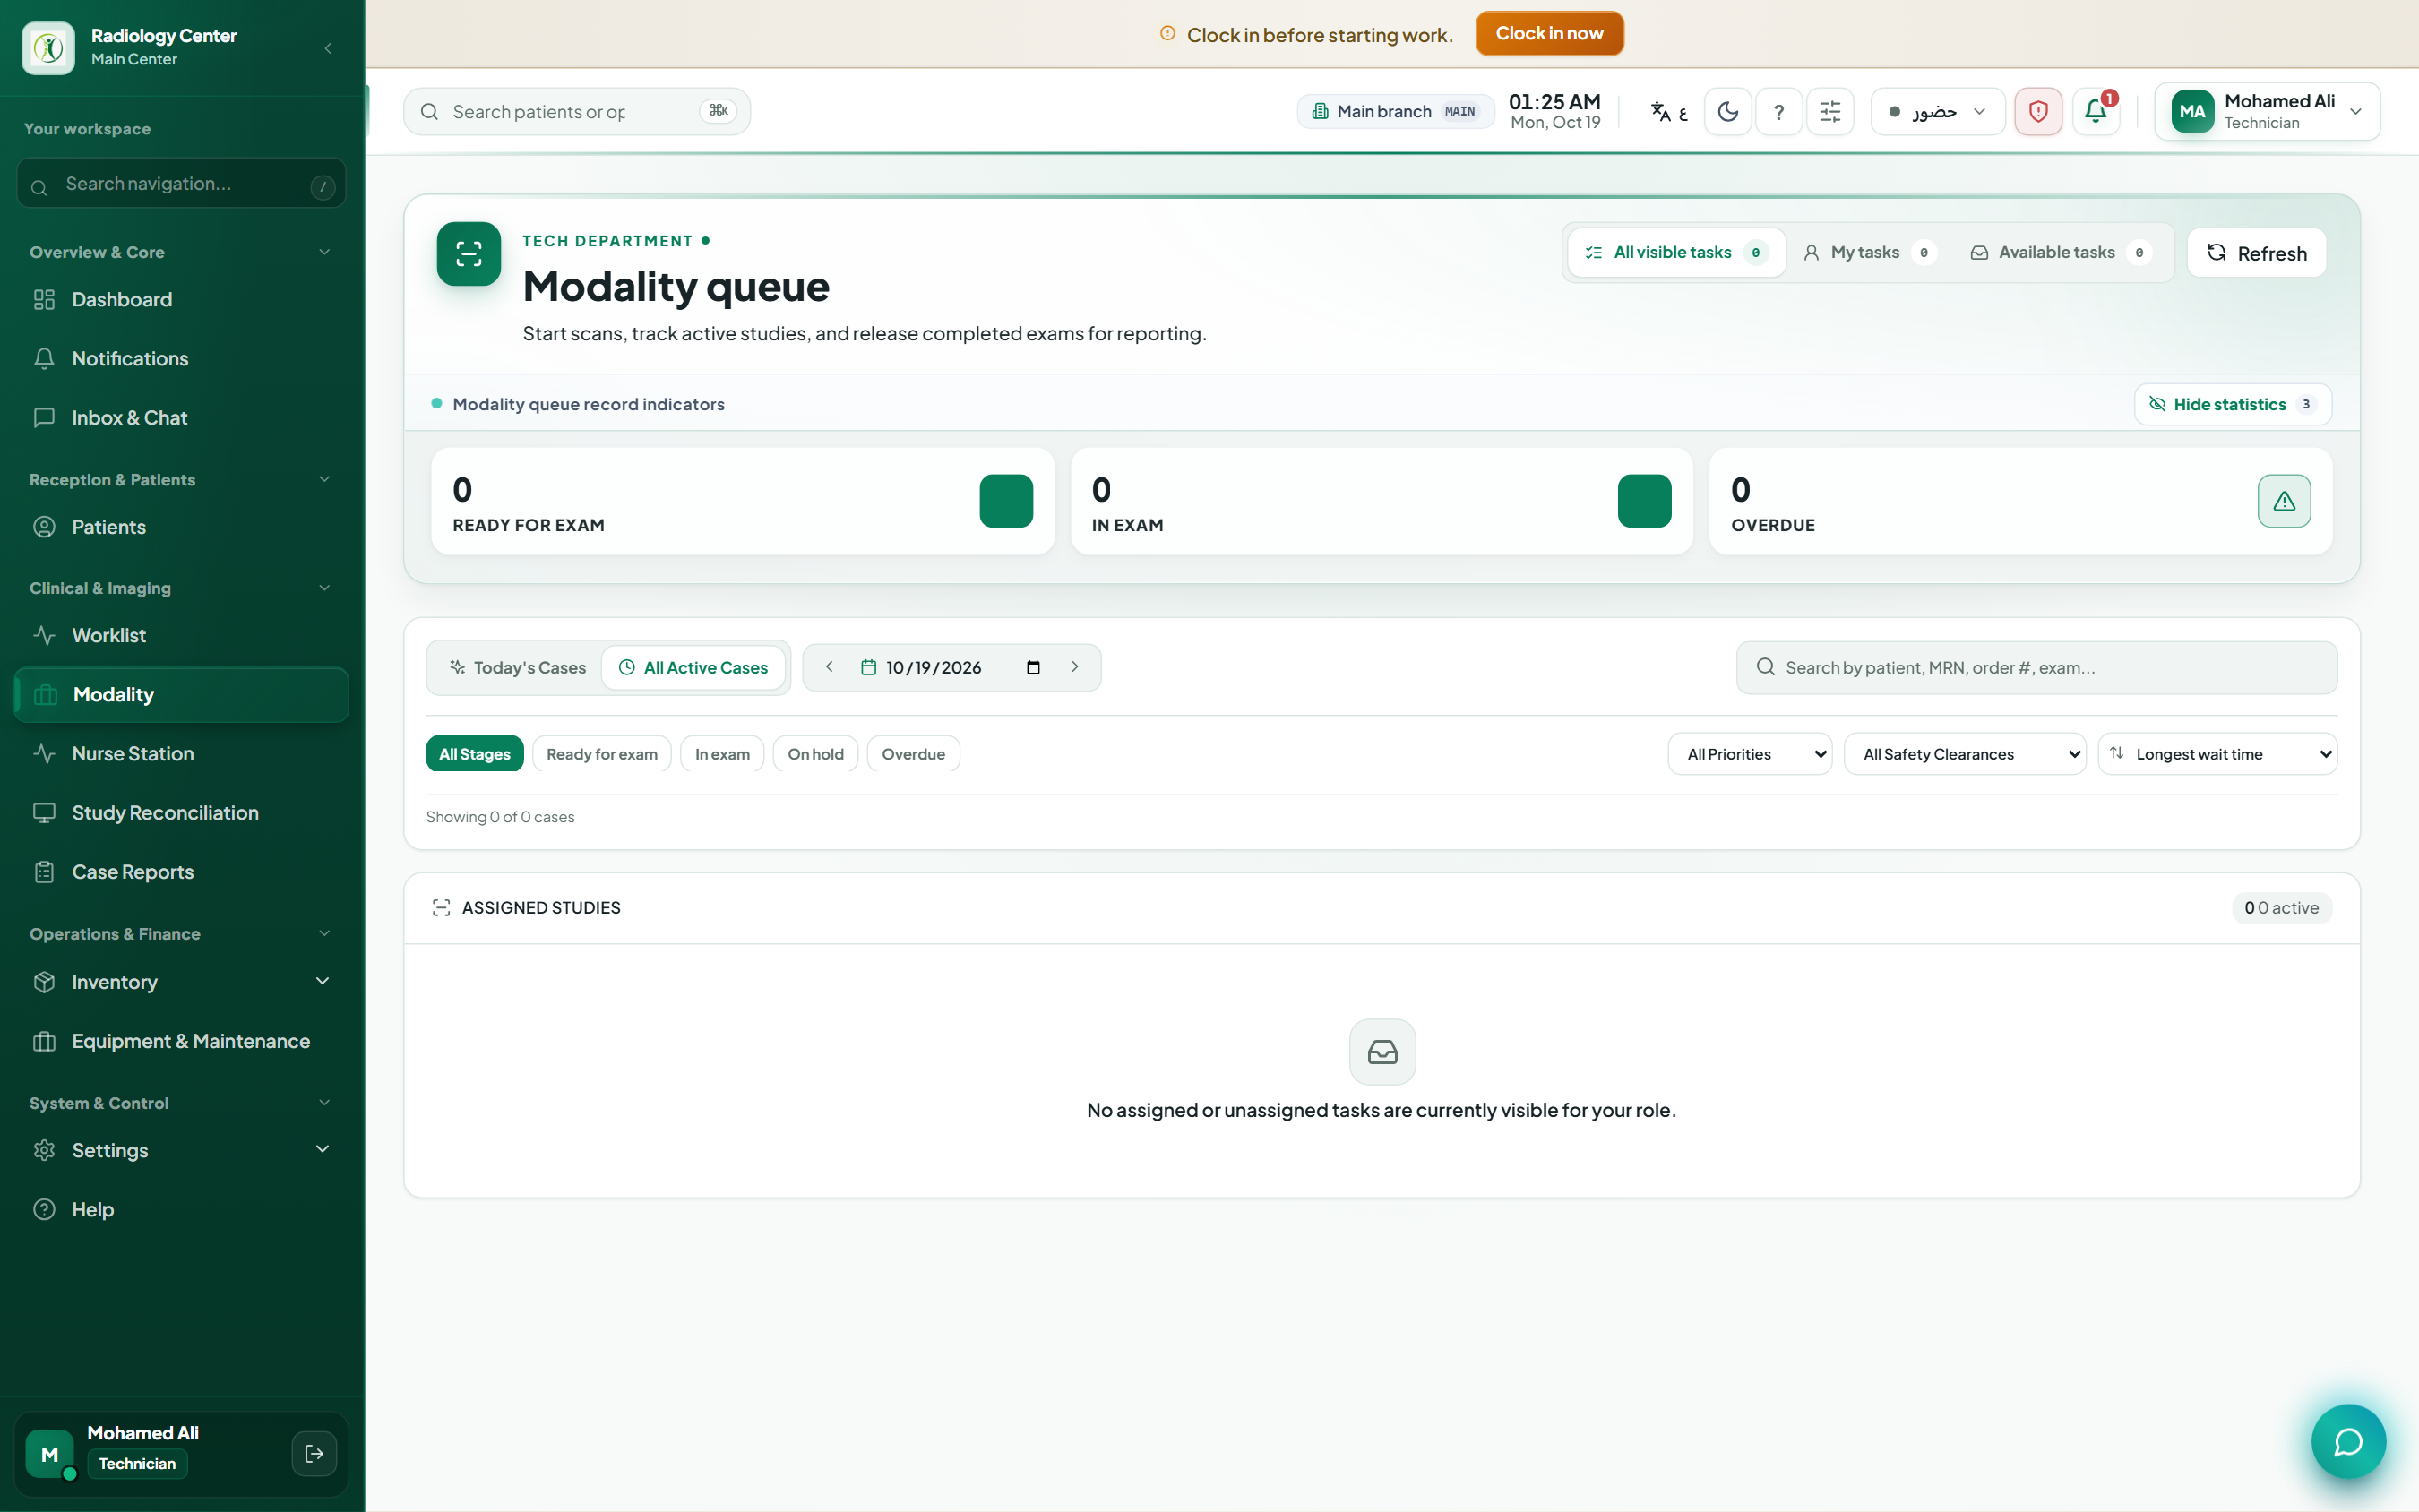 Radiology Center
Main Center
Your workspace
Search navigation...
/
Overview & Core
Dashboard
Notifications
Inbox & Chat
Reception & Patients
Patients
Clinical & Imaging
Worklist
Modality
Nurse Station
Study Reconciliation
Case Reports
Operations & Finance
Inventory
Equipment & Maintenance
System & Control
Settings
Help
M
Mohamed Ali
Technician
Clock in before starting work.
Clock in now
Search patients or op
⌘K
Main branch MAIN
01:25 AM
Mon, Oct 19
ع
?
حضور
1
MA
Mohamed Ali
Technician
TECH DEPARTMENT
Modality queue
Start scans, track active studies, and release completed exams for reporting.
All visible tasks 0
My tasks 0
Available tasks 0
Refresh
Modality queue record indicators
Hide statistics 3
0
READY FOR EXAM
0
IN EXAM
0
OVERDUE
Today's Cases
All Active Cases
10/19/2026
Search by patient, MRN, order #, exam...
All Stages
Ready for exam
In exam
On hold
Overdue
All Priorities
All Safety Clearances
Longest wait time
Showing 0 of 0 cases
ASSIGNED STUDIES
0 0 active
No assigned or unassigned tasks are currently visible for your role.